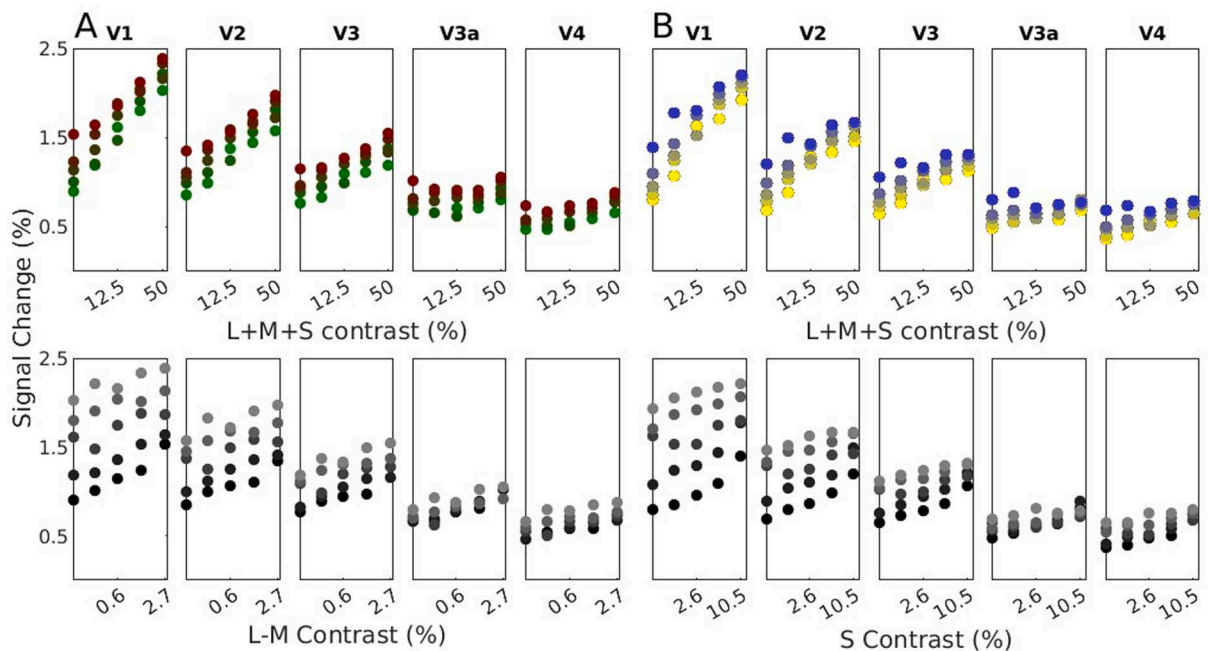 A B
V1 V2 V3 V3a V4 V1 V2 V3 V3a V4
2.5
1.5
0.5
12.5 50 12.5 50 12.5 50 12.5 50 12.5 50 12.5 50 12.5 50 12.5 50 12.5 50 12.5 50
L+M+S contrast (%) L+M+S contrast (%)
Signal Change (%)
2.5
1.5
0.5
0.6 2.7 0.6 2.7 0.6 2.7 0.6 2.7 0.6 2.7 2.6 10.5 2.6 10.5 2.6 10.5 2.6 10.5 2.6 10.5
L-M Contrast (%) S Contrast (%)